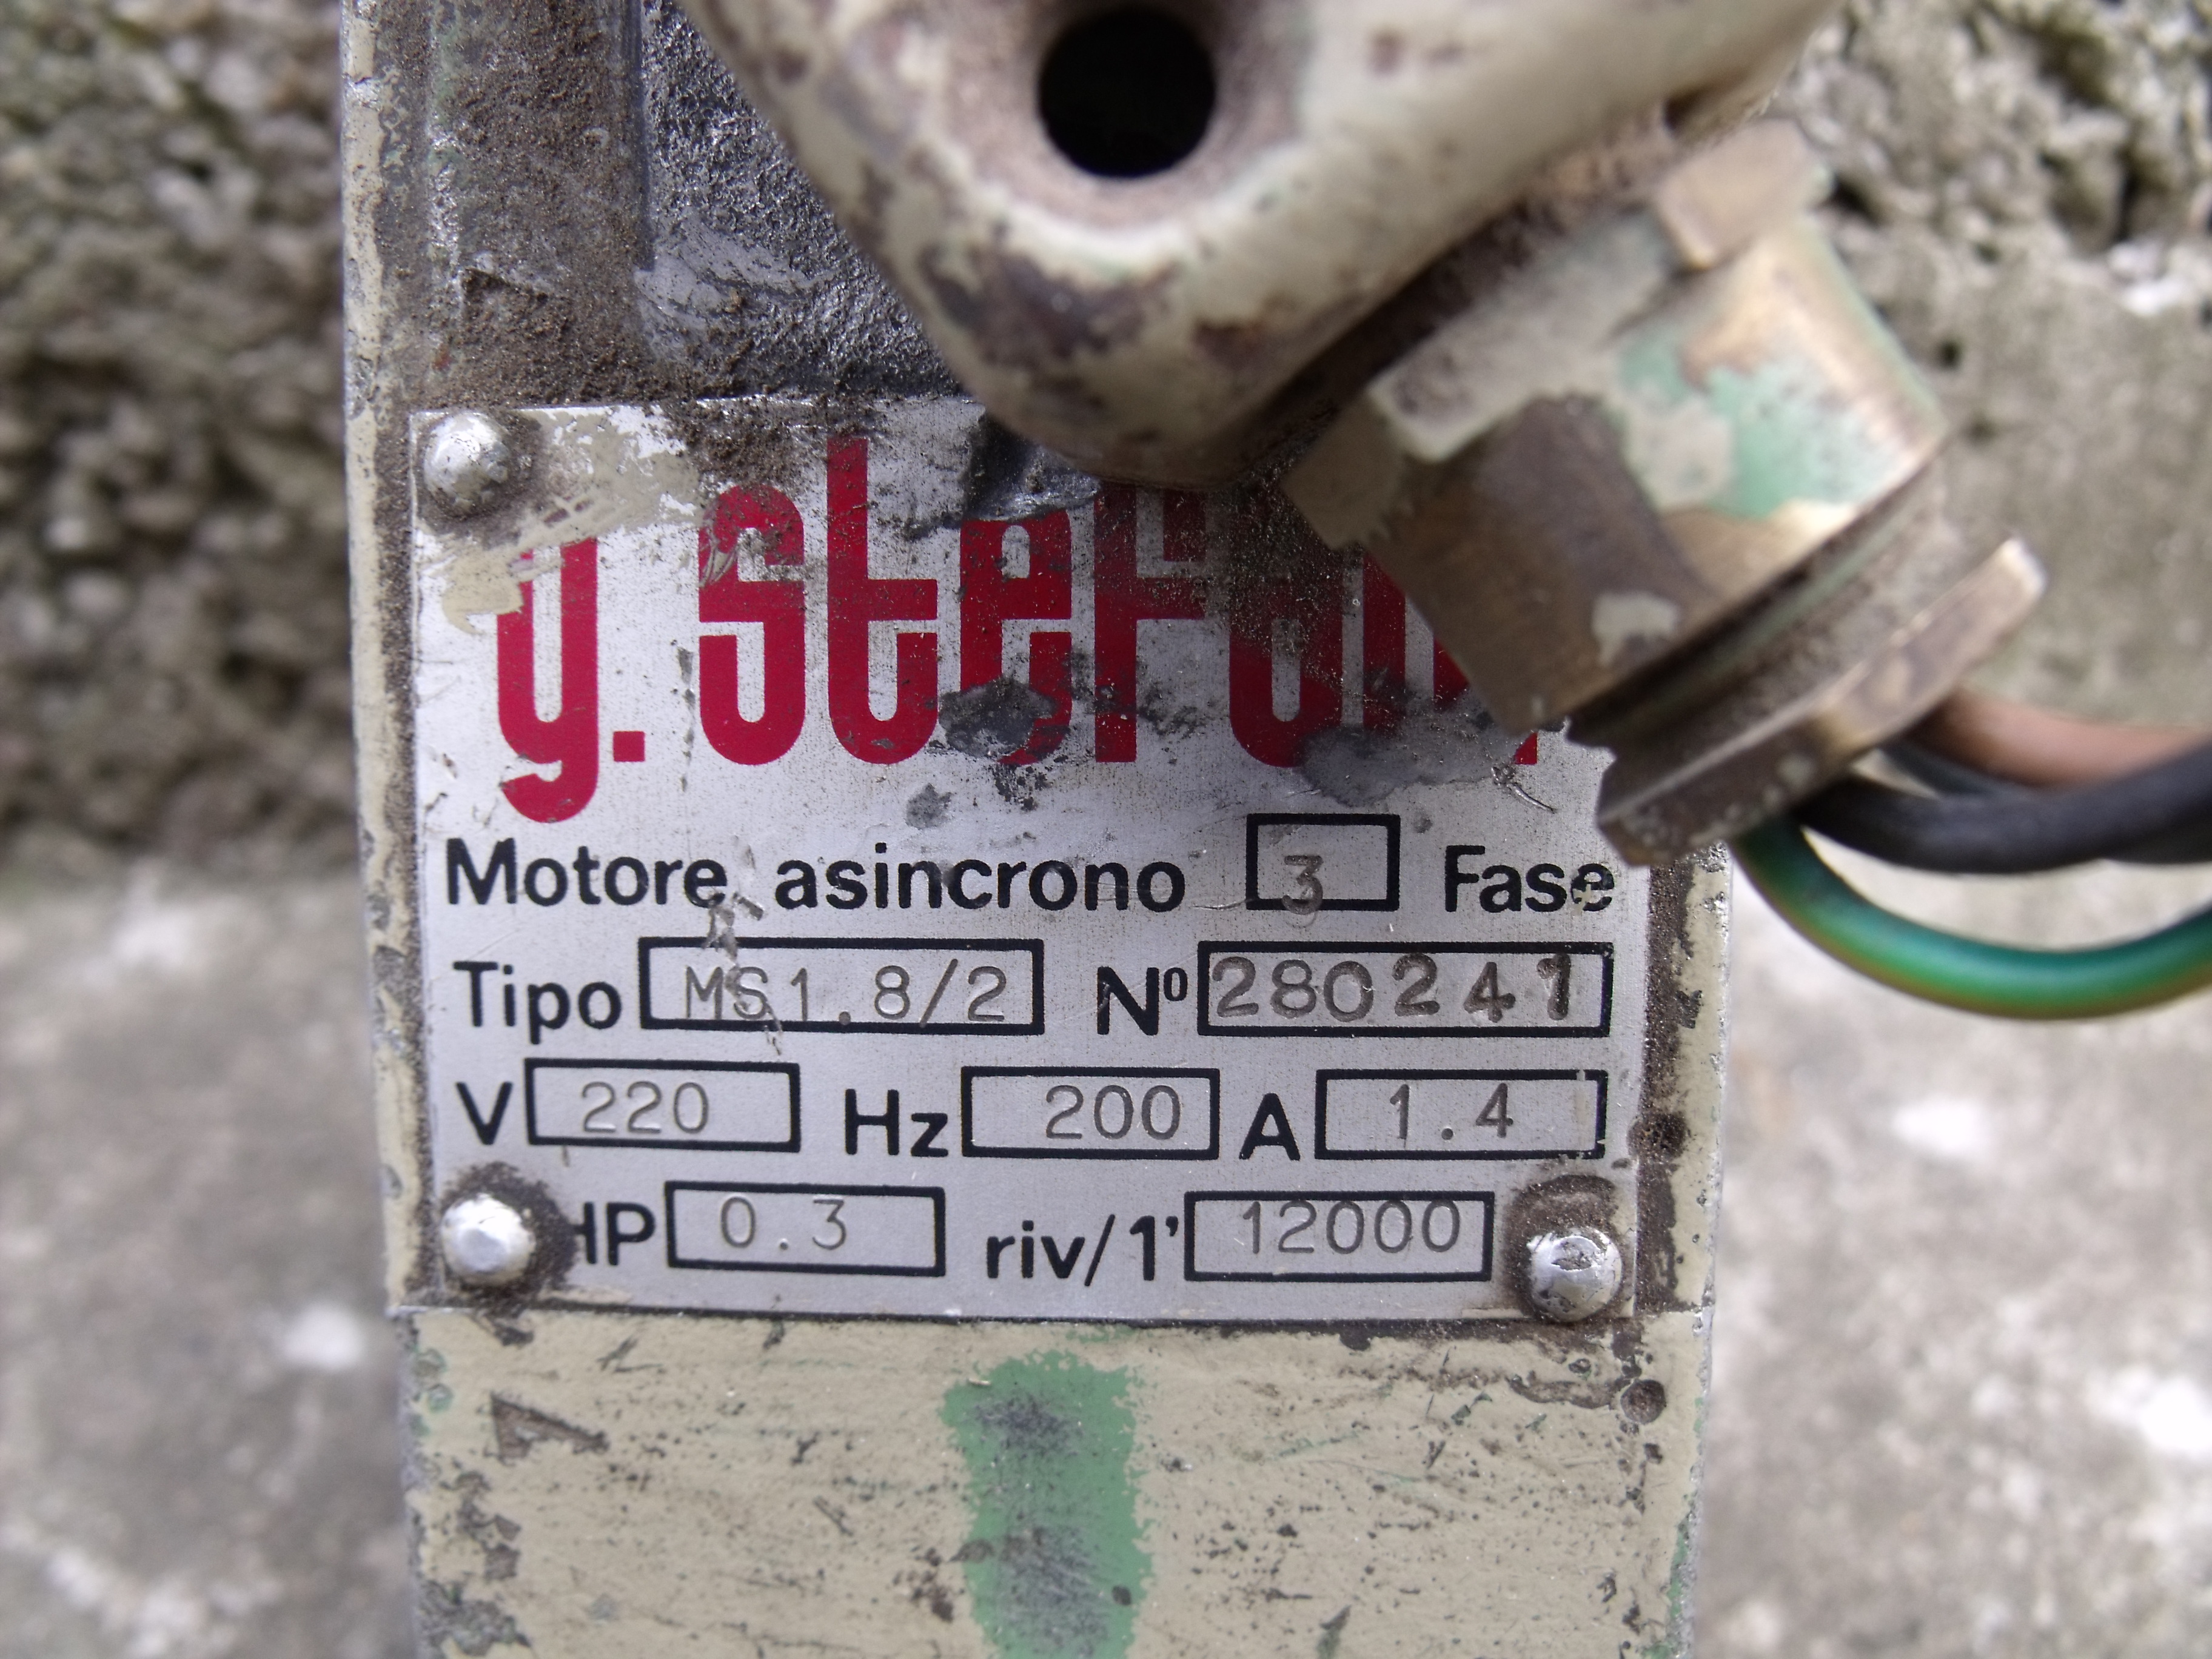 g.
Motore asincrono 3 Fase
Tipo MS1.8/2 Nº 280241
V 220 Hz 200 A 1.4
HP 0.3 riv/1' 12000